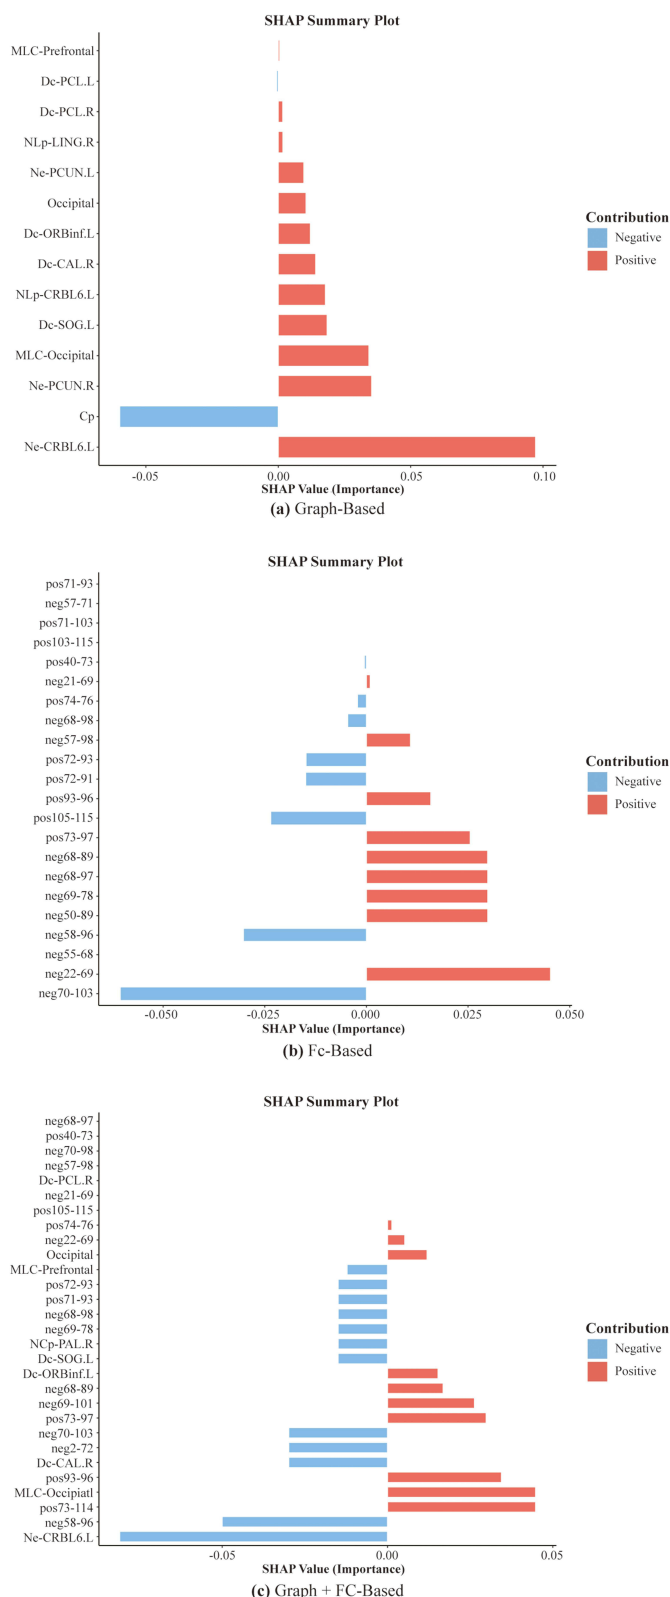 SHAP Summary Plot
MLC-Prefrontal
Dc-PCL.L
Dc-PCL.R
NLp-LING.R
Ne-PCUN.L
Occipital
Dc-ORBinf.L
Dc-CAL.R
NLp-CRBL6.L
Dc-SOG.L
MLC-Occipital
Ne-PCUN.R
Cp
Ne-CRBL6.L
Contribution
Negative
Positive
-0.05 0.00 0.05 0.10
SHAP Value (Importance)
(a) Graph-Based
SHAP Summary Plot
pos71-93
neg57-71
pos71-103
pos103-115
pos40-73
neg21-69
pos74-76
neg68-98
neg57-98
pos72-93
pos72-91
pos93-96
pos105-115
pos73-97
neg68-89
neg68-97
neg69-78
neg50-89
neg58-96
neg55-68
neg22-69
neg70-103
Contribution
Negative
Positive
-0.050 -0.025 0.000 0.025 0.050
SHAP Value (Importance)
(b) Fc-Based
SHAP Summary Plot
neg68-97
pos40-73
neg70-98
neg57-98
Dc-PCL.R
neg21-69
pos105-115
pos74-76
neg22-69
Occipital
MLC-Prefrontal
pos72-93
pos71-93
neg68-98
neg69-78
NCp-PAL.R
Dc-SOG.L
Dc-ORBinf.L
neg68-89
neg69-101
pos73-97
neg70-103
neg2-72
Dc-CAL.R
pos93-96
MLC-Occipiatl
pos73-114
neg58-96
Ne-CRBL6.L
Contribution
Negative
Positive
-0.05 0.00 0.05
SHAP Value (Importance)
(c) Graph + FC-Based